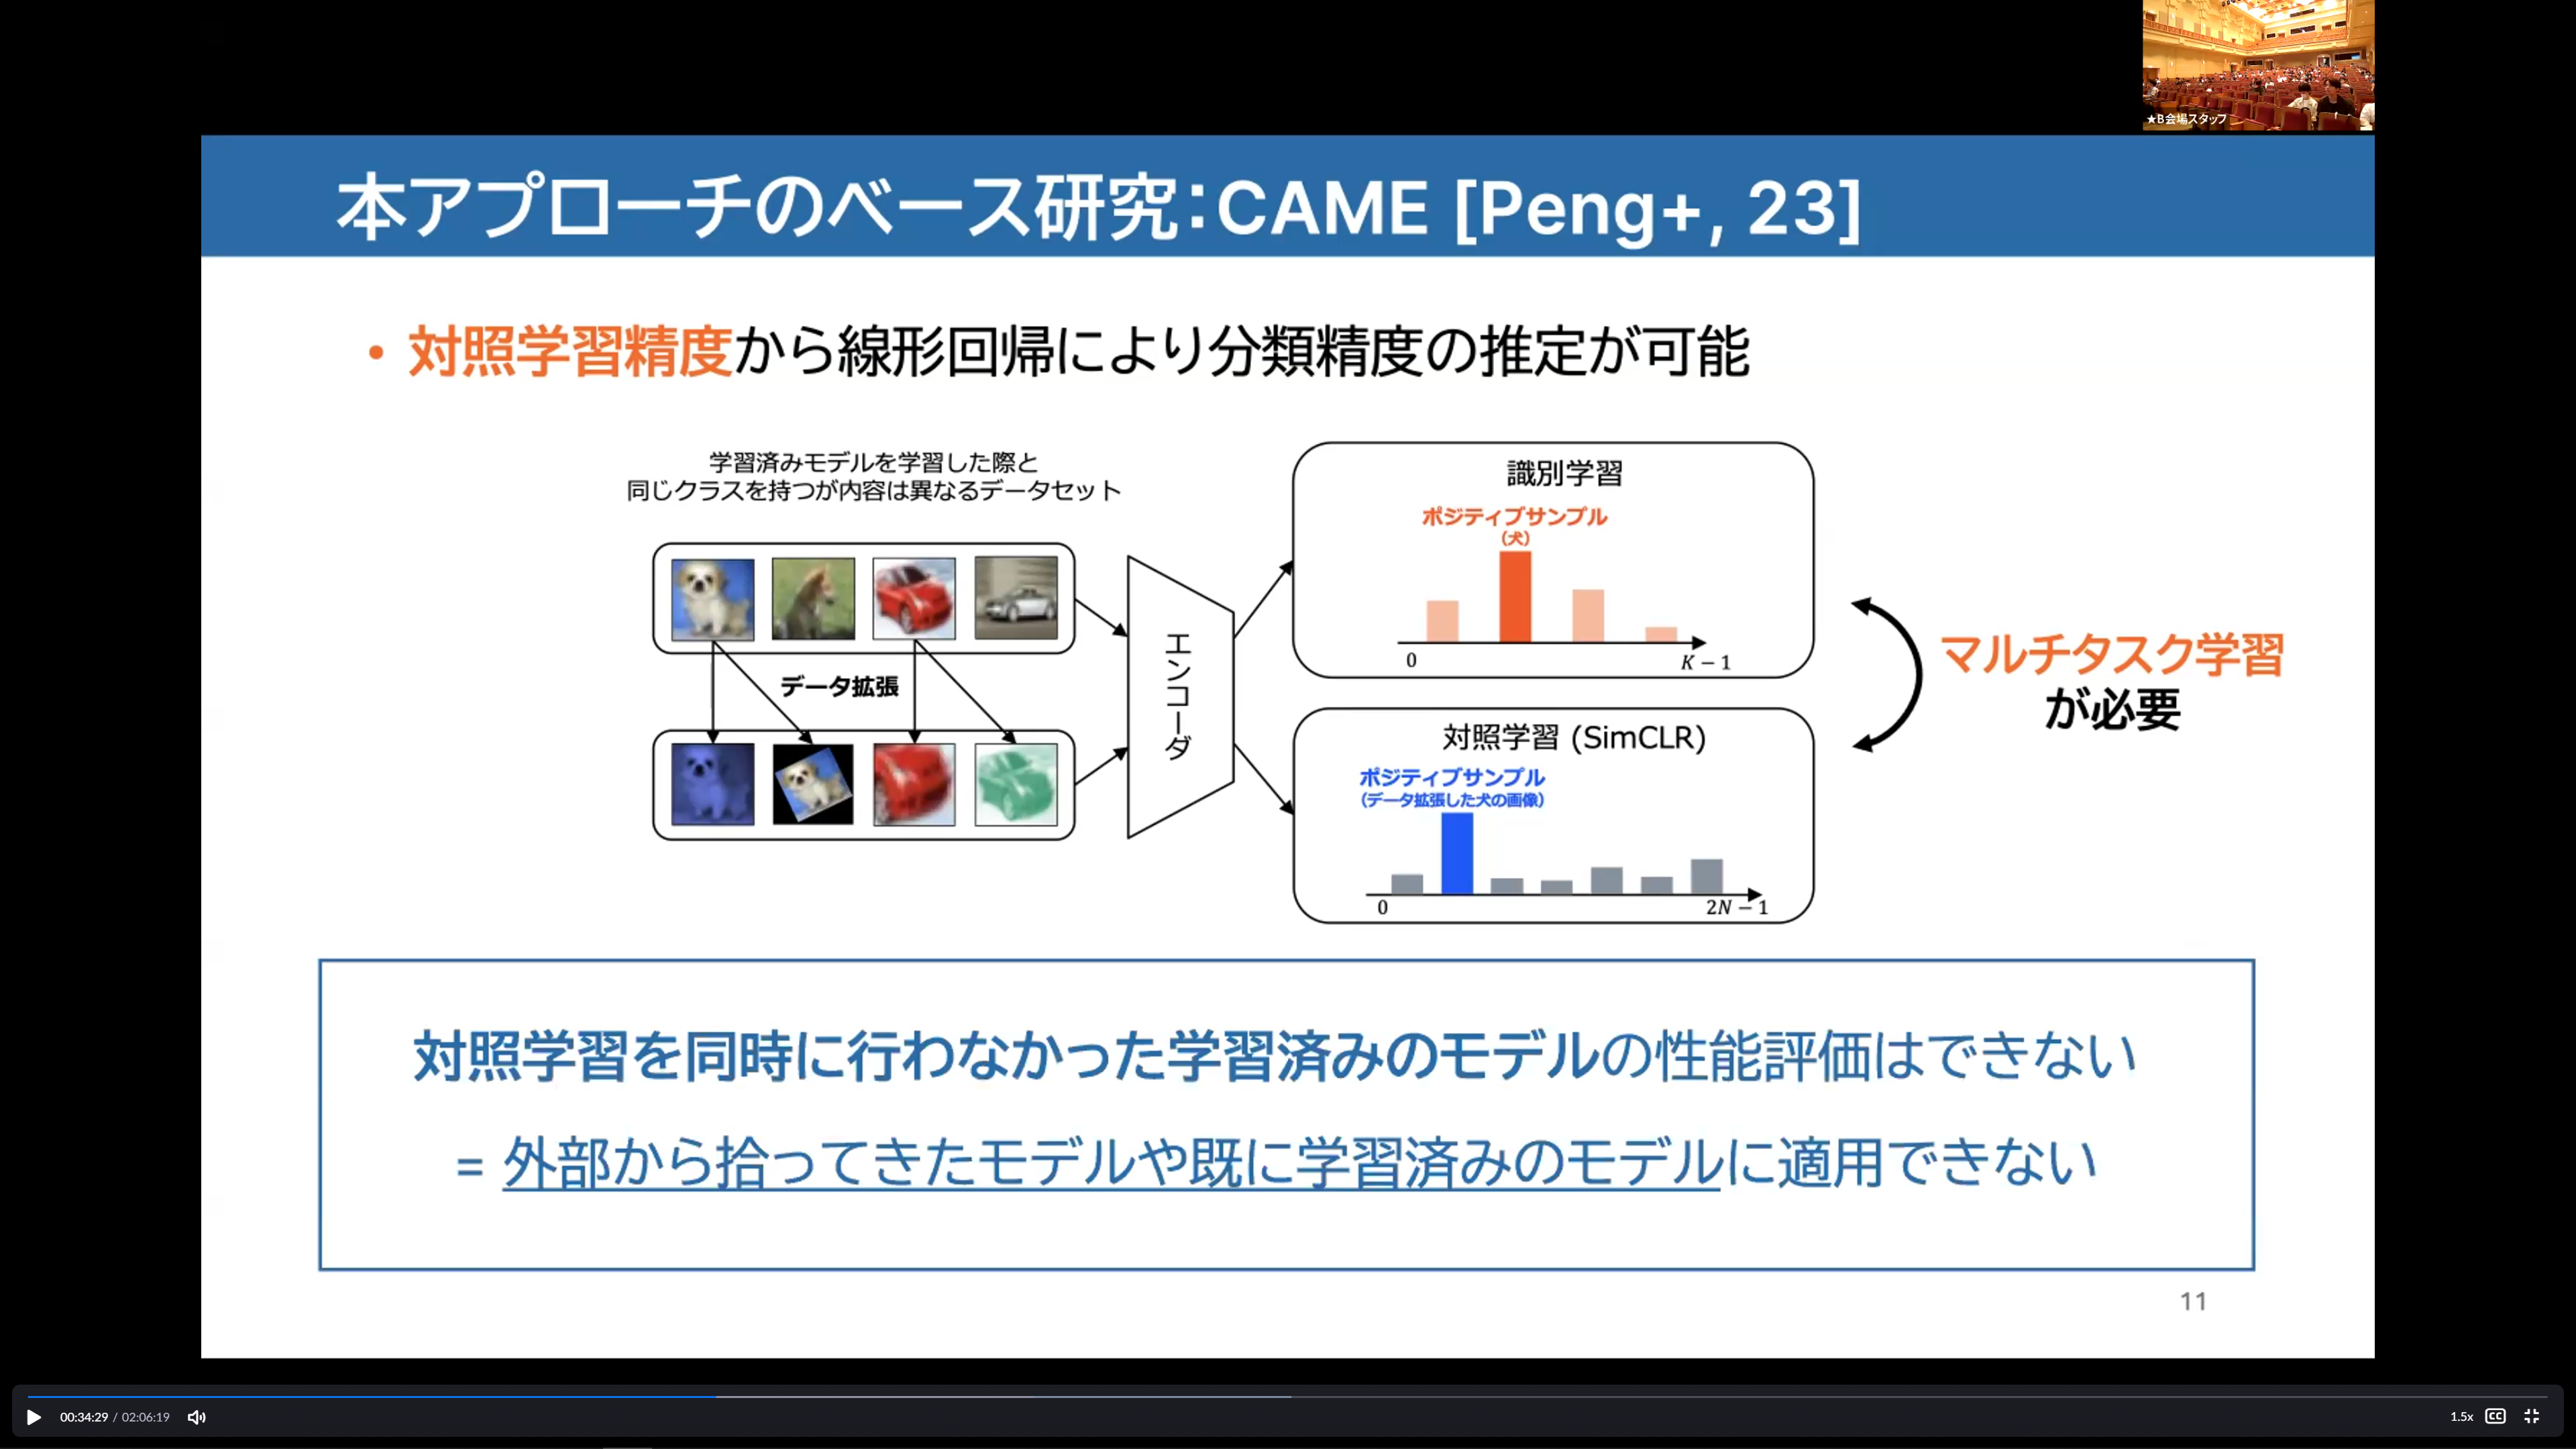 ★B会場スタッフ
本アプローチのベース研究：CAME [Peng+, 23]
• 対照学習精度から線形回帰により分類精度の推定が可能
学習済みモデルを学習した際と
同じクラスを持つが内容は異なるデータセット
データ拡張
エンコーダ
識別学習
ポジティブサンプル
(犬)
0
K − 1
対照学習 (SimCLR)
ポジティブサンプル
(データ拡張した犬の画像)
0
2N − 1
マルチタスク学習
が必要
対照学習を同時に行わなかった学習済みのモデルの性能評価はできない
= 外部から拾ってきたモデルや既に学習済みのモデルに適用できない
11
00:34:29 / 02:06:19
1.5x
CC